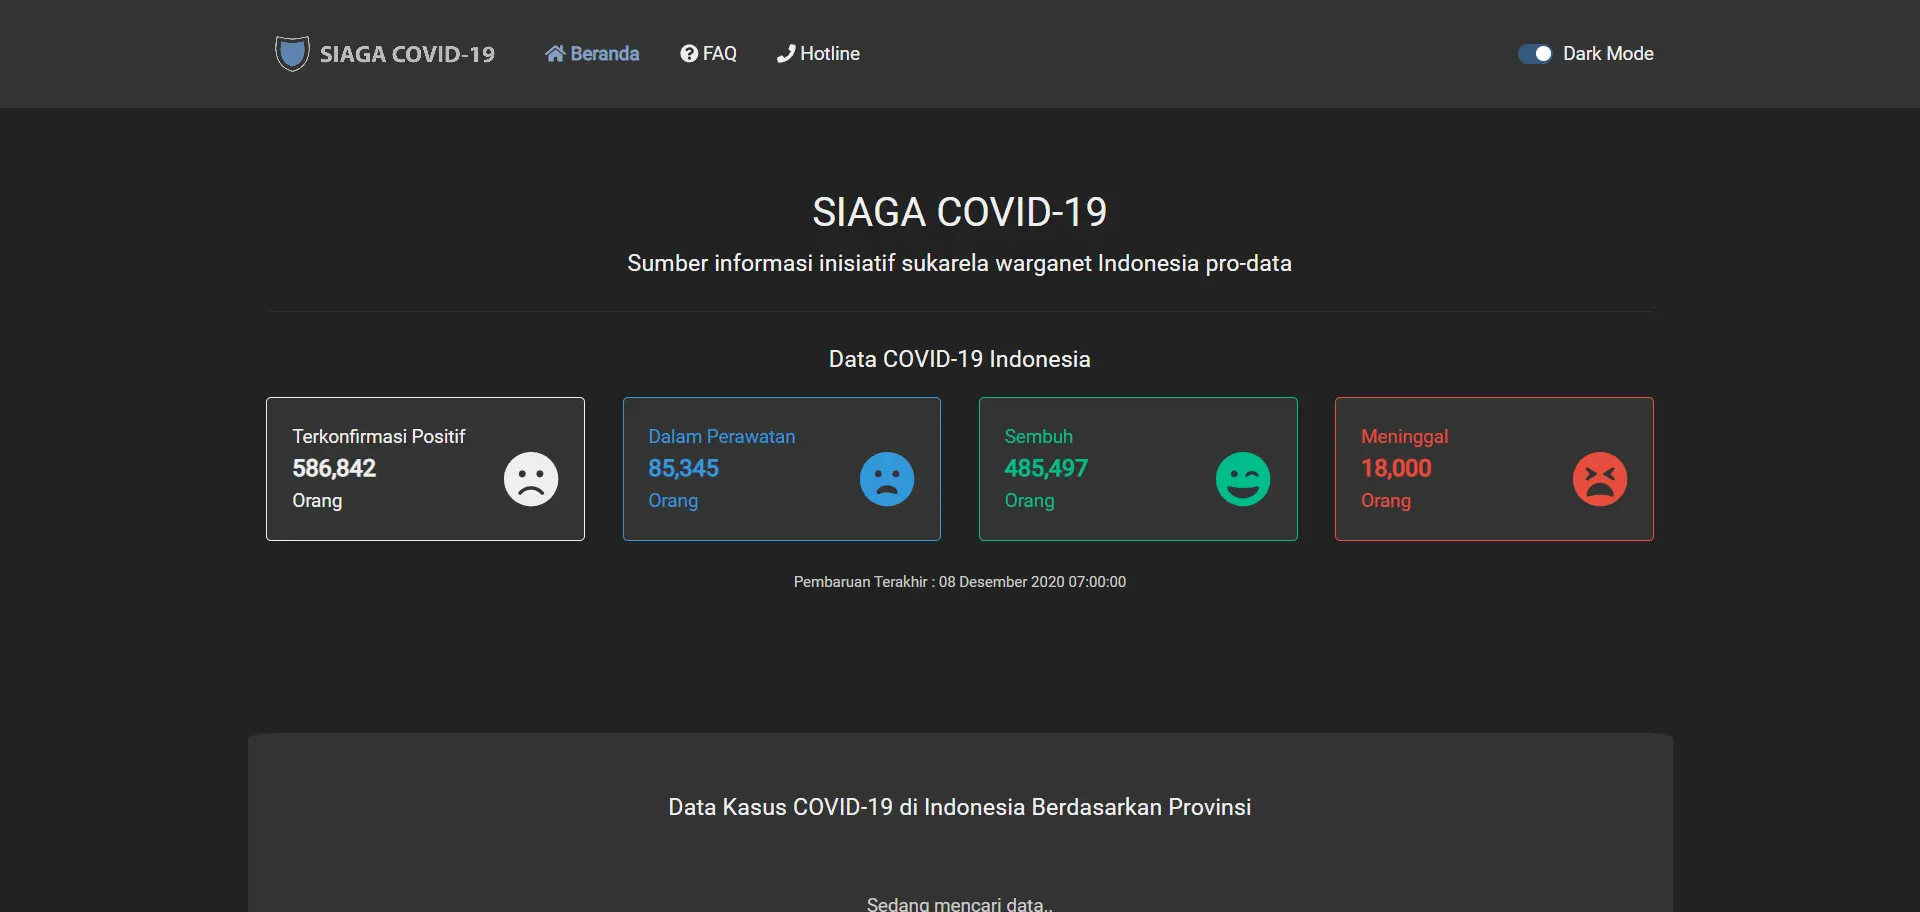 SIAGA COVID-19
Beranda
FAQ
Hotline
Dark Mode
SIAGA COVID-19
Sumber informasi inisiatif sukarela warganet Indonesia pro-data
Data COVID-19 Indonesia
Terkonfirmasi Positif
586,842
Orang
Dalam Perawatan
85,345
Orang
Sembuh
485,497
Orang
Meninggal
18,000
Orang
Pembaruan Terakhir : 08 Desember 2020 07:00:00
Data Kasus COVID-19 di Indonesia Berdasarkan Provinsi
Sedang mencari data..